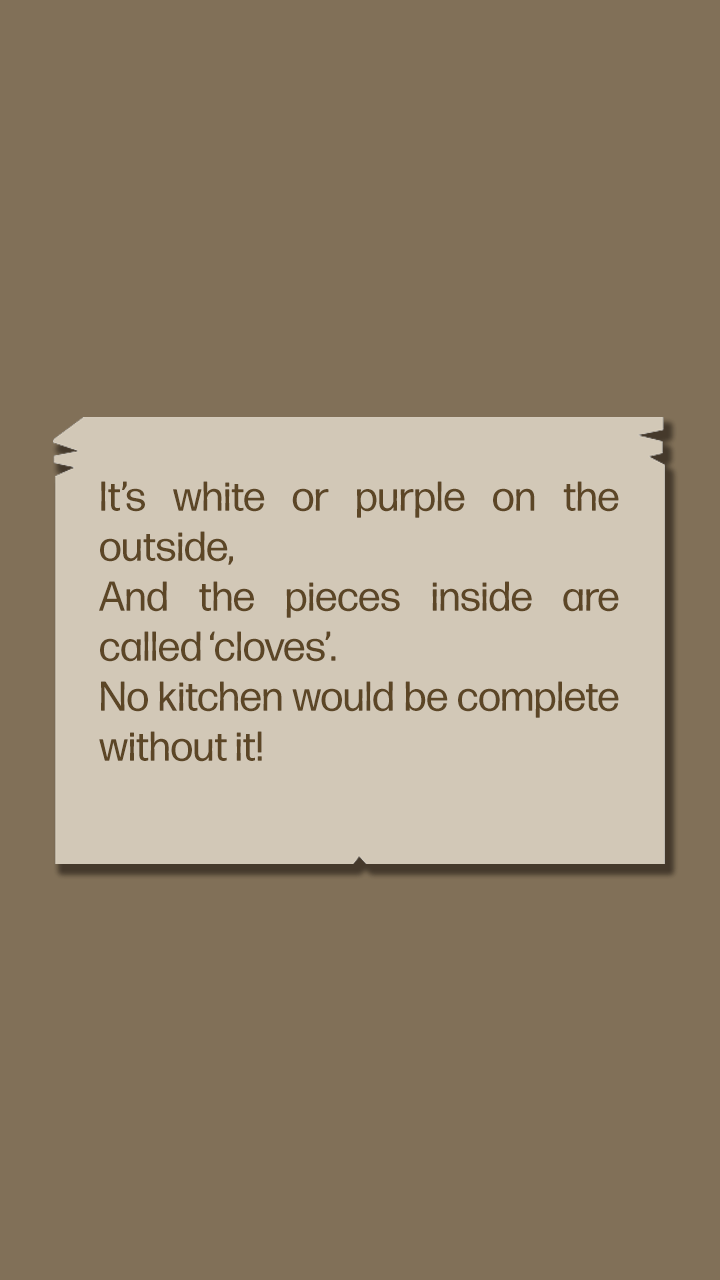 It’s white or purple on the
outside,
And the pieces inside are
called ‘cloves’.
No kitchen would be complete
without it!